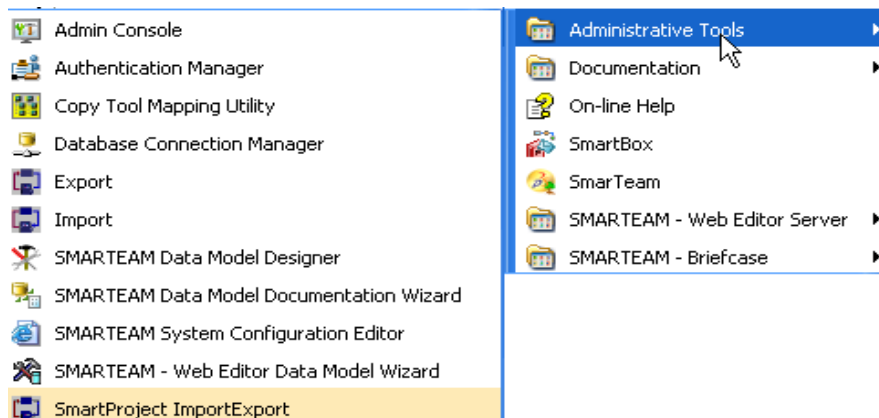 Admin Console
Authentication Manager
Copy Tool Mapping Utility
Database Connection Manager
Export
Import
SMARTEAM Data Model Designer
SMARTEAM Data Model Documentation Wizard
SMARTEAM System Configuration Editor
SMARTEAM - Web Editor Data Model Wizard
SmartProject ImportExport
Administrative Tools
Documentation
On-line Help
SmartBox
SmarTeam
SMARTEAM - Web Editor Server
SMARTEAM - Briefcase